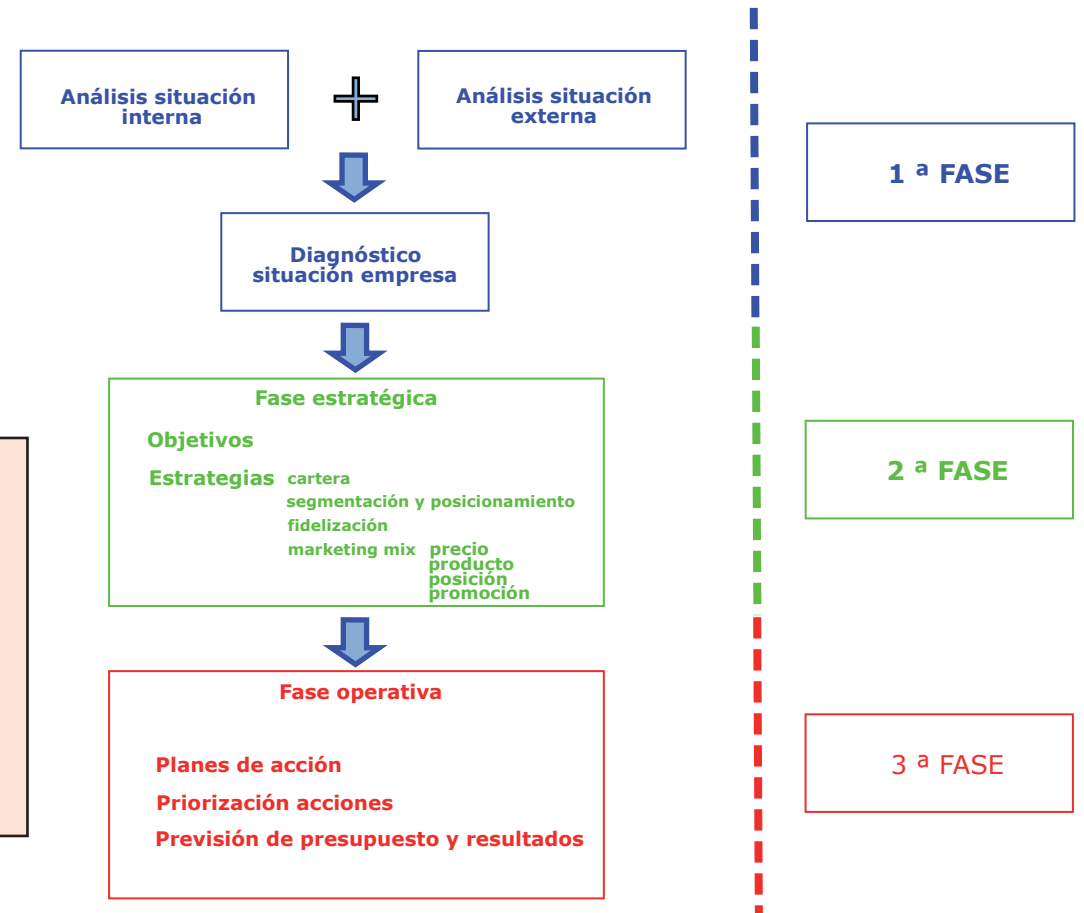 Análisis situación
interna
Análisis situación
externa
1 ª FASE
Diagnóstico
situación empresa
Fase estratégica
Objetivos
Estrategias cartera
segmentación y posicionamiento
fidelización
marketing mix precio
producto
posición
promoción
2 ª FASE
Fase operativa
Planes de acción
Priorización acciones
Previsión de presupuesto y resultados
3 ª FASE